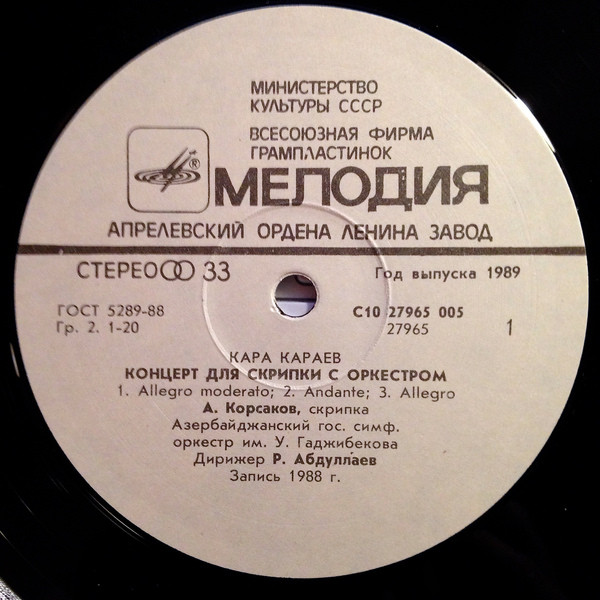 МИНИСТЕРСТВО
КУЛЬТУРЫ СССР
ВСЕСОЮЗНАЯ ФИРМА
ГРАМПЛАСТИНОК
®
МЕЛОДИЯ
АПРЕЛЕВСКИЙ ОРДЕНА ЛЕНИНА ЗАВОД
СТЕРЕО 33 Год выпуска 1989
ГОСТ 5289-88 С10 27965 005
Гр. 2. 1-20 27965 1
КАРА КАРАЕВ
КОНЦЕРТ ДЛЯ СКРИПКИ С ОРКЕСТРОМ
1. Allegro moderato; 2. Andante; 3. Allegro
А. Корсаков, скрипка
Азербайджанский гос. симф.
оркестр им. У. Гаджибекова
Дирижер Р. Абдуллаев
Запись 1988 г.